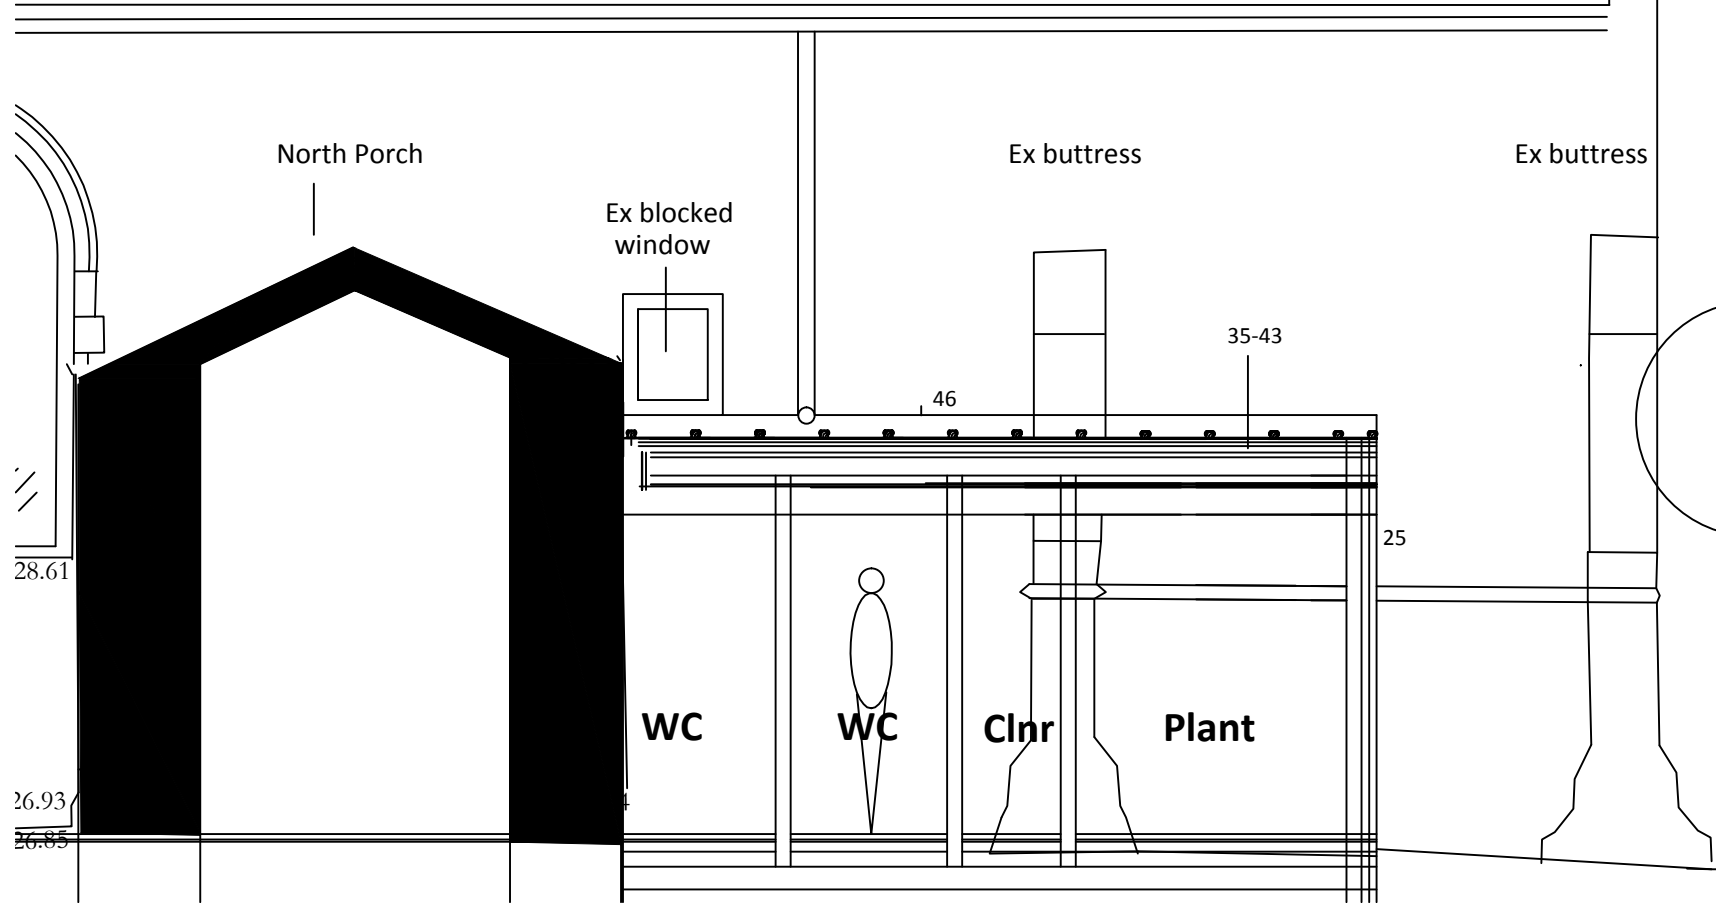 North Porch
Ex buttress
Ex buttress
Ex blocked
window
35-43
46
25
28.61
WC
WC
Clnr
Plant
26.93
4
26.85